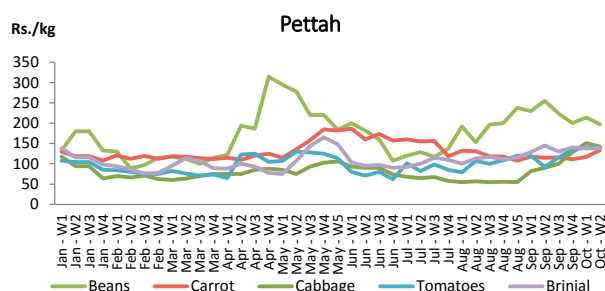 Pettah
Rs./kg
350
300
250
200
150
100
50
0
Jan - W1
Jan - W2
Jan - W3
Jan - W4
Feb - W1
Feb - W2
Feb - W3
Feb - W4
Mar - W1
Mar - W2
Mar - W3
Mar - W4
Apr - W1
Apr - W2
Apr - W3
Apr - W4
May - W1
May - W2
May - W3
May - W4
May - W5
Jun - W1
Jun - W2
Jun - W3
Jun - W4
Jul - W1
Jul - W2
Jul - W3
Jul - W4
Aug - W1
Aug - W2
Aug - W3
Aug - W4
Aug - W5
Sep - W1
Sep - W2
Sep - W3
Sep - W4
Oct - W1
Oct - W2
Beans Carrot Cabbage Tomatoes Brinial